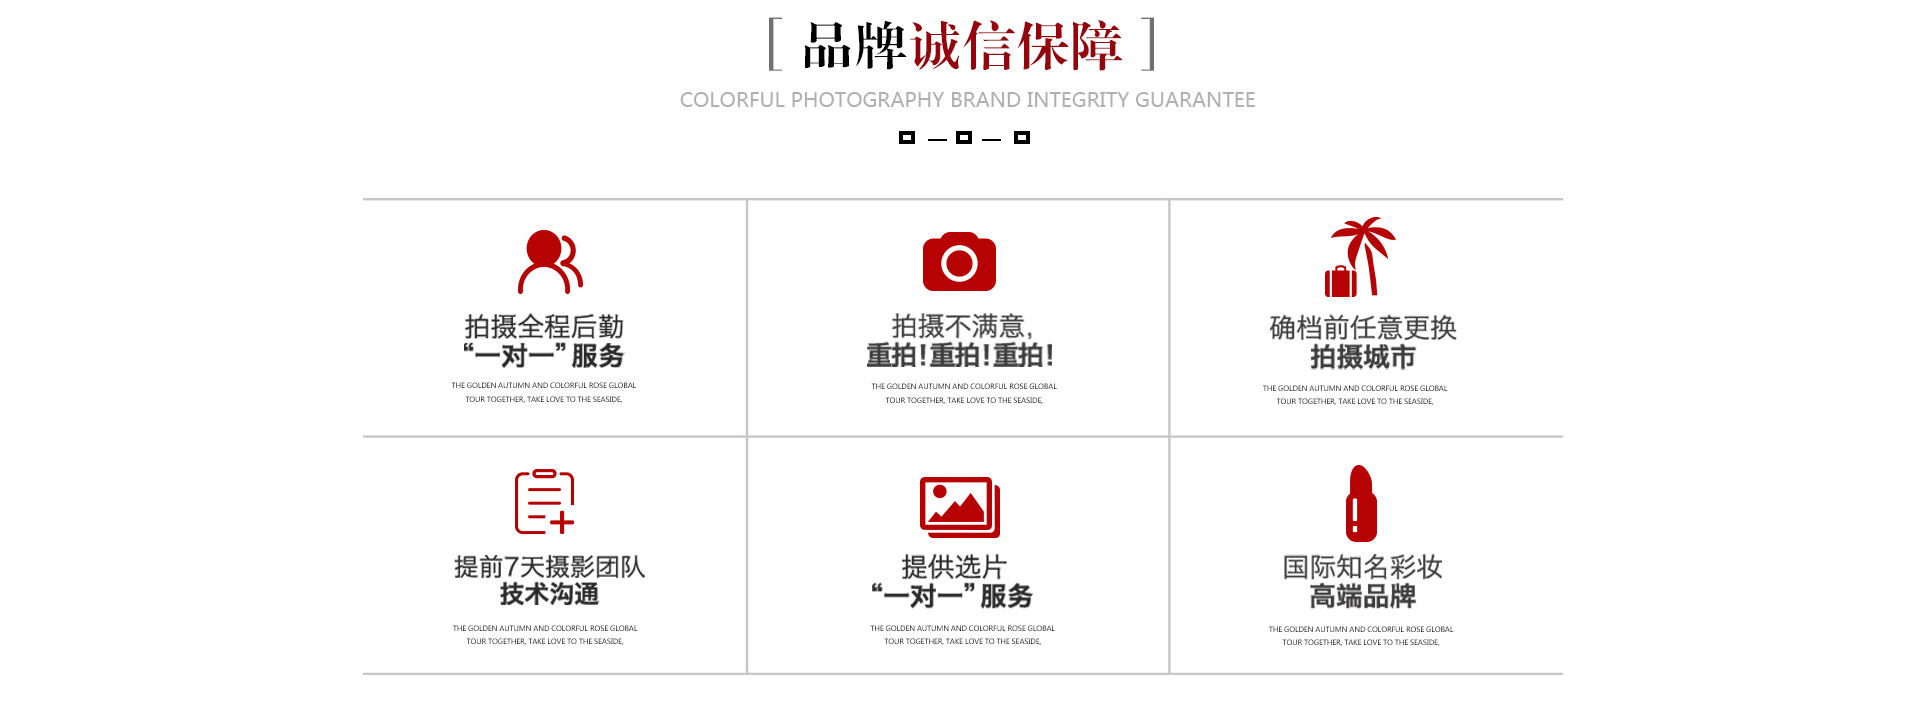 [ 品牌诚信保障 ]
COLORFUL PHOTOGRAPHY BRAND INTEGRITY GUARANTEE
拍摄全程后勤
“一对一”服务
THE GOLDEN AUTUMN AND COLORFUL ROSE GLOBAL
TOUR TOGETHER, TAKE LOVE TO THE SEASIDE,
拍摄不满意,
重拍!重拍!重拍!
THE GOLDEN AUTUMN AND COLORFUL ROSE GLOBAL
TOUR TOGETHER, TAKE LOVE TO THE SEASIDE,
确档前任意更换
拍摄城市
THE GOLDEN AUTUMN AND COLORFUL ROSE GLOBAL
TOUR TOGETHER, TAKE LOVE TO THE SEASIDE,
提前7天摄影团队
技术沟通
THE GOLDEN AUTUMN AND COLORFUL ROSE GLOBAL
TOUR TOGETHER, TAKE LOVE TO THE SEASIDE,
提供选片
“一对一”服务
THE GOLDEN AUTUMN AND COLORFUL ROSE GLOBAL
TOUR TOGETHER, TAKE LOVE TO THE SEASIDE,
国际知名彩妆
高端品牌
THE GOLDEN AUTUMN AND COLORFUL ROSE GLOBAL
TOUR TOGETHER, TAKE LOVE TO THE SEASIDE,